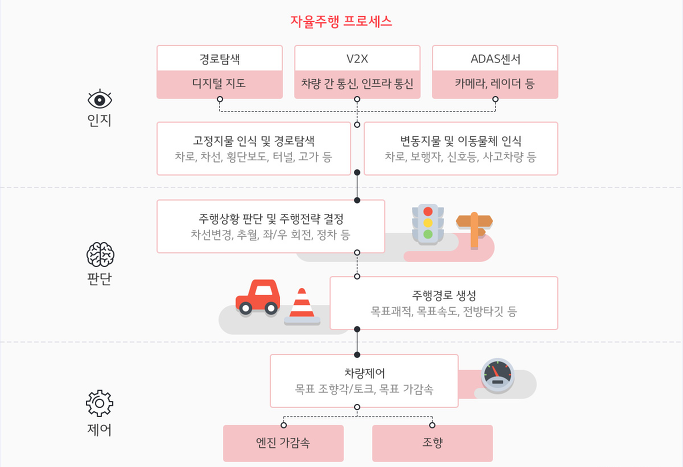 자율주행 프로세스
경로탐색
V2X
ADAS센서
디지털 지도
차량 간 통신, 인프라 통신
카메라, 레이더 등
인지
고정지물 인식 및 경로탐색
차로, 차선, 횡단보도, 터널, 고가 등
변동지물 및 이동물체 인식
차로, 보행자, 신호등, 사고차량 등
주행상황 판단 및 주행전략 결정
차선변경, 추월, 좌/우 회전, 정차 등
판단
주행경로 생성
목표궤적, 목표속도, 전방타깃 등
차량제어
목표 조향각/토크, 목표 가감속
제어
엔진 가감속
조향